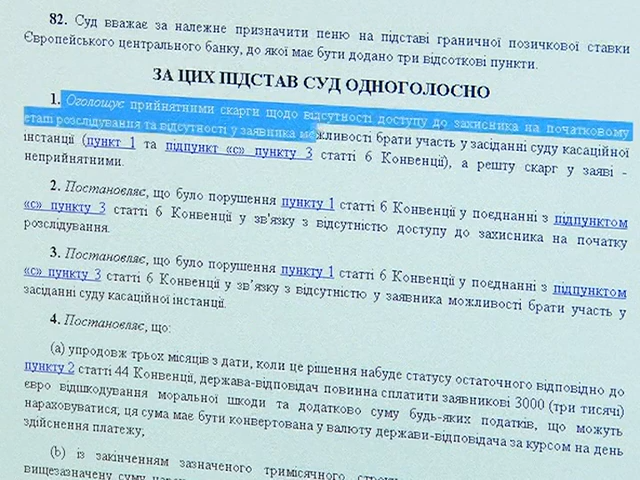 82. Суд вважає за належне призначити пеню на підставі граничної позичкової ставки
Європейського центрального банку, до якої має бути додано три відсоткові пункти.
ЗА ЦИХ ПІДСТАВ СУД ОДНОГОЛОСНО
1. Оголошує прийнятними скарги щодо відсутності доступу до захисника на початковому
етапі розслідування та відсутності у заявника можливості брати участь у засіданні суду касаційної
інстанції (пункт 1 та підпункт «c» пункту 3 статті 6 Конвенції), а решту скарг у заяві -
неприйнятними.
2. Постановляє, що було порушення пункту 1 статті 6 Конвенції у поєднанні з підпунктом
«c» пункту 3 статті 6 Конвенції у зв'язку з відсутністю доступу до захисника на початку
розслідування.
3. Постановляє, що було порушення пункту 1 статті 6 Конвенції у поєднанні з підпунктом
«c» пункту 3 статті 6 Конвенції у зв'язку з відсутністю у заявника можливості брати участь у
засіданні суду касаційної інстанції.
4. Постановляє, що:
(a) упродовж трьох місяців з дати, коли це рішення набуде статусу остаточного відповідно до
пункту 2 статті 44 Конвенції, держава-відповідач повинна сплатити заявникові 3000 (три тисячі)
євро відшкодування моральної шкоди та додатково суму будь-яких податків, що можуть
нараховуватися, ця сума має бути конвертована у валюту держави-відповідача за курсом на день
здійснення платежу;
(b) із закінченням зазначеного тримісячного строку
вищезазначену суму